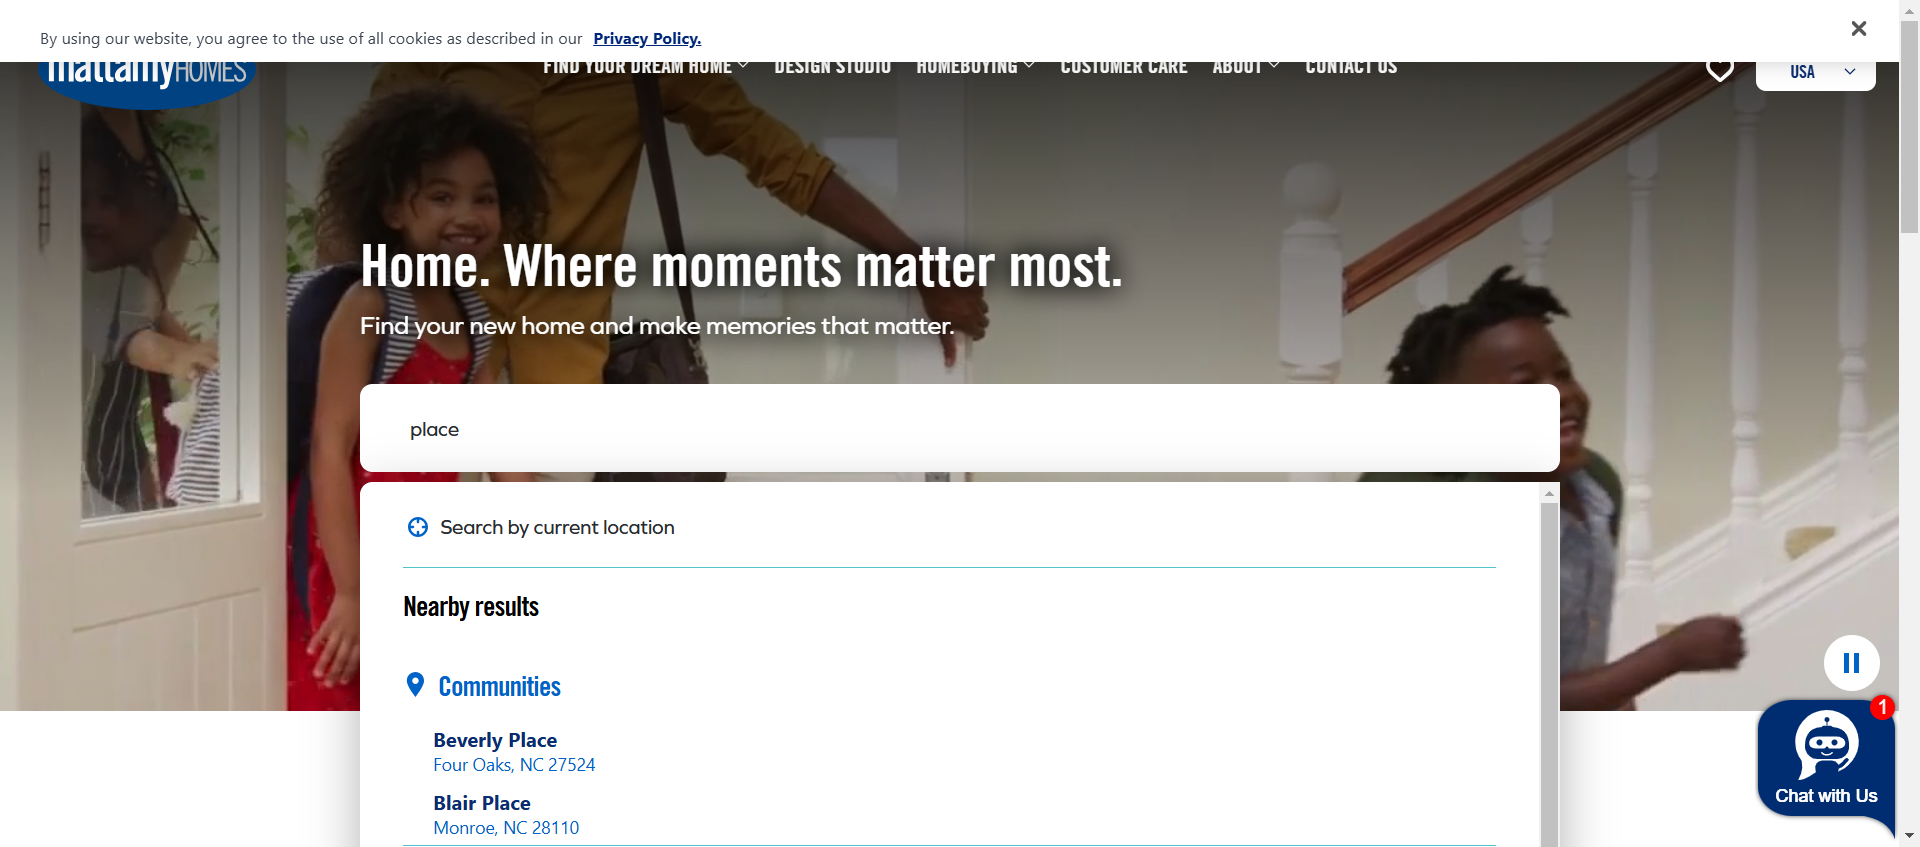 By using our website, you agree to the use of all cookies as described in our Privacy Policy.
mattamyHOMES
FIND YOUR DREAM HOME
DESIGN STUDIO
HOMEBUYING
CUSTOMER CARE
ABOUT
CONTACT US
USA
Home. Where moments matter most.
Find your new home and make memories that matter.
place
Search by current location
Nearby results
Communities
Beverly Place
Four Oaks, NC 27524
Blair Place
Monroe, NC 28110
1
Chat with Us